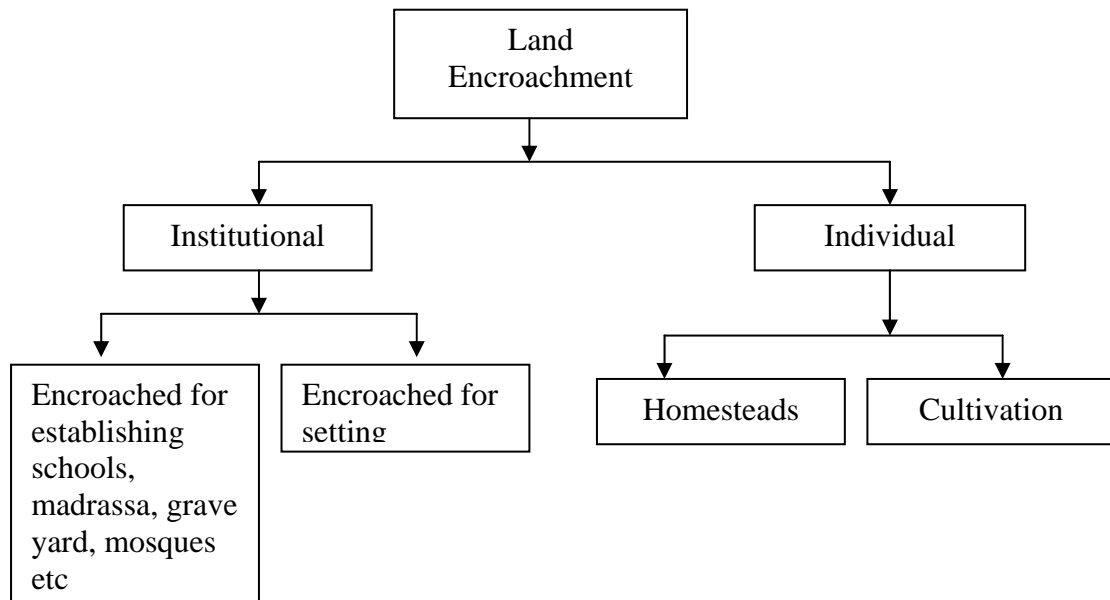 Land
Encroachment
Institutional
Individual
Encroached for
establishing
schools,
madrassa, grave
yard, mosques
etc
Encroached for
setting
Homesteads
Cultivation